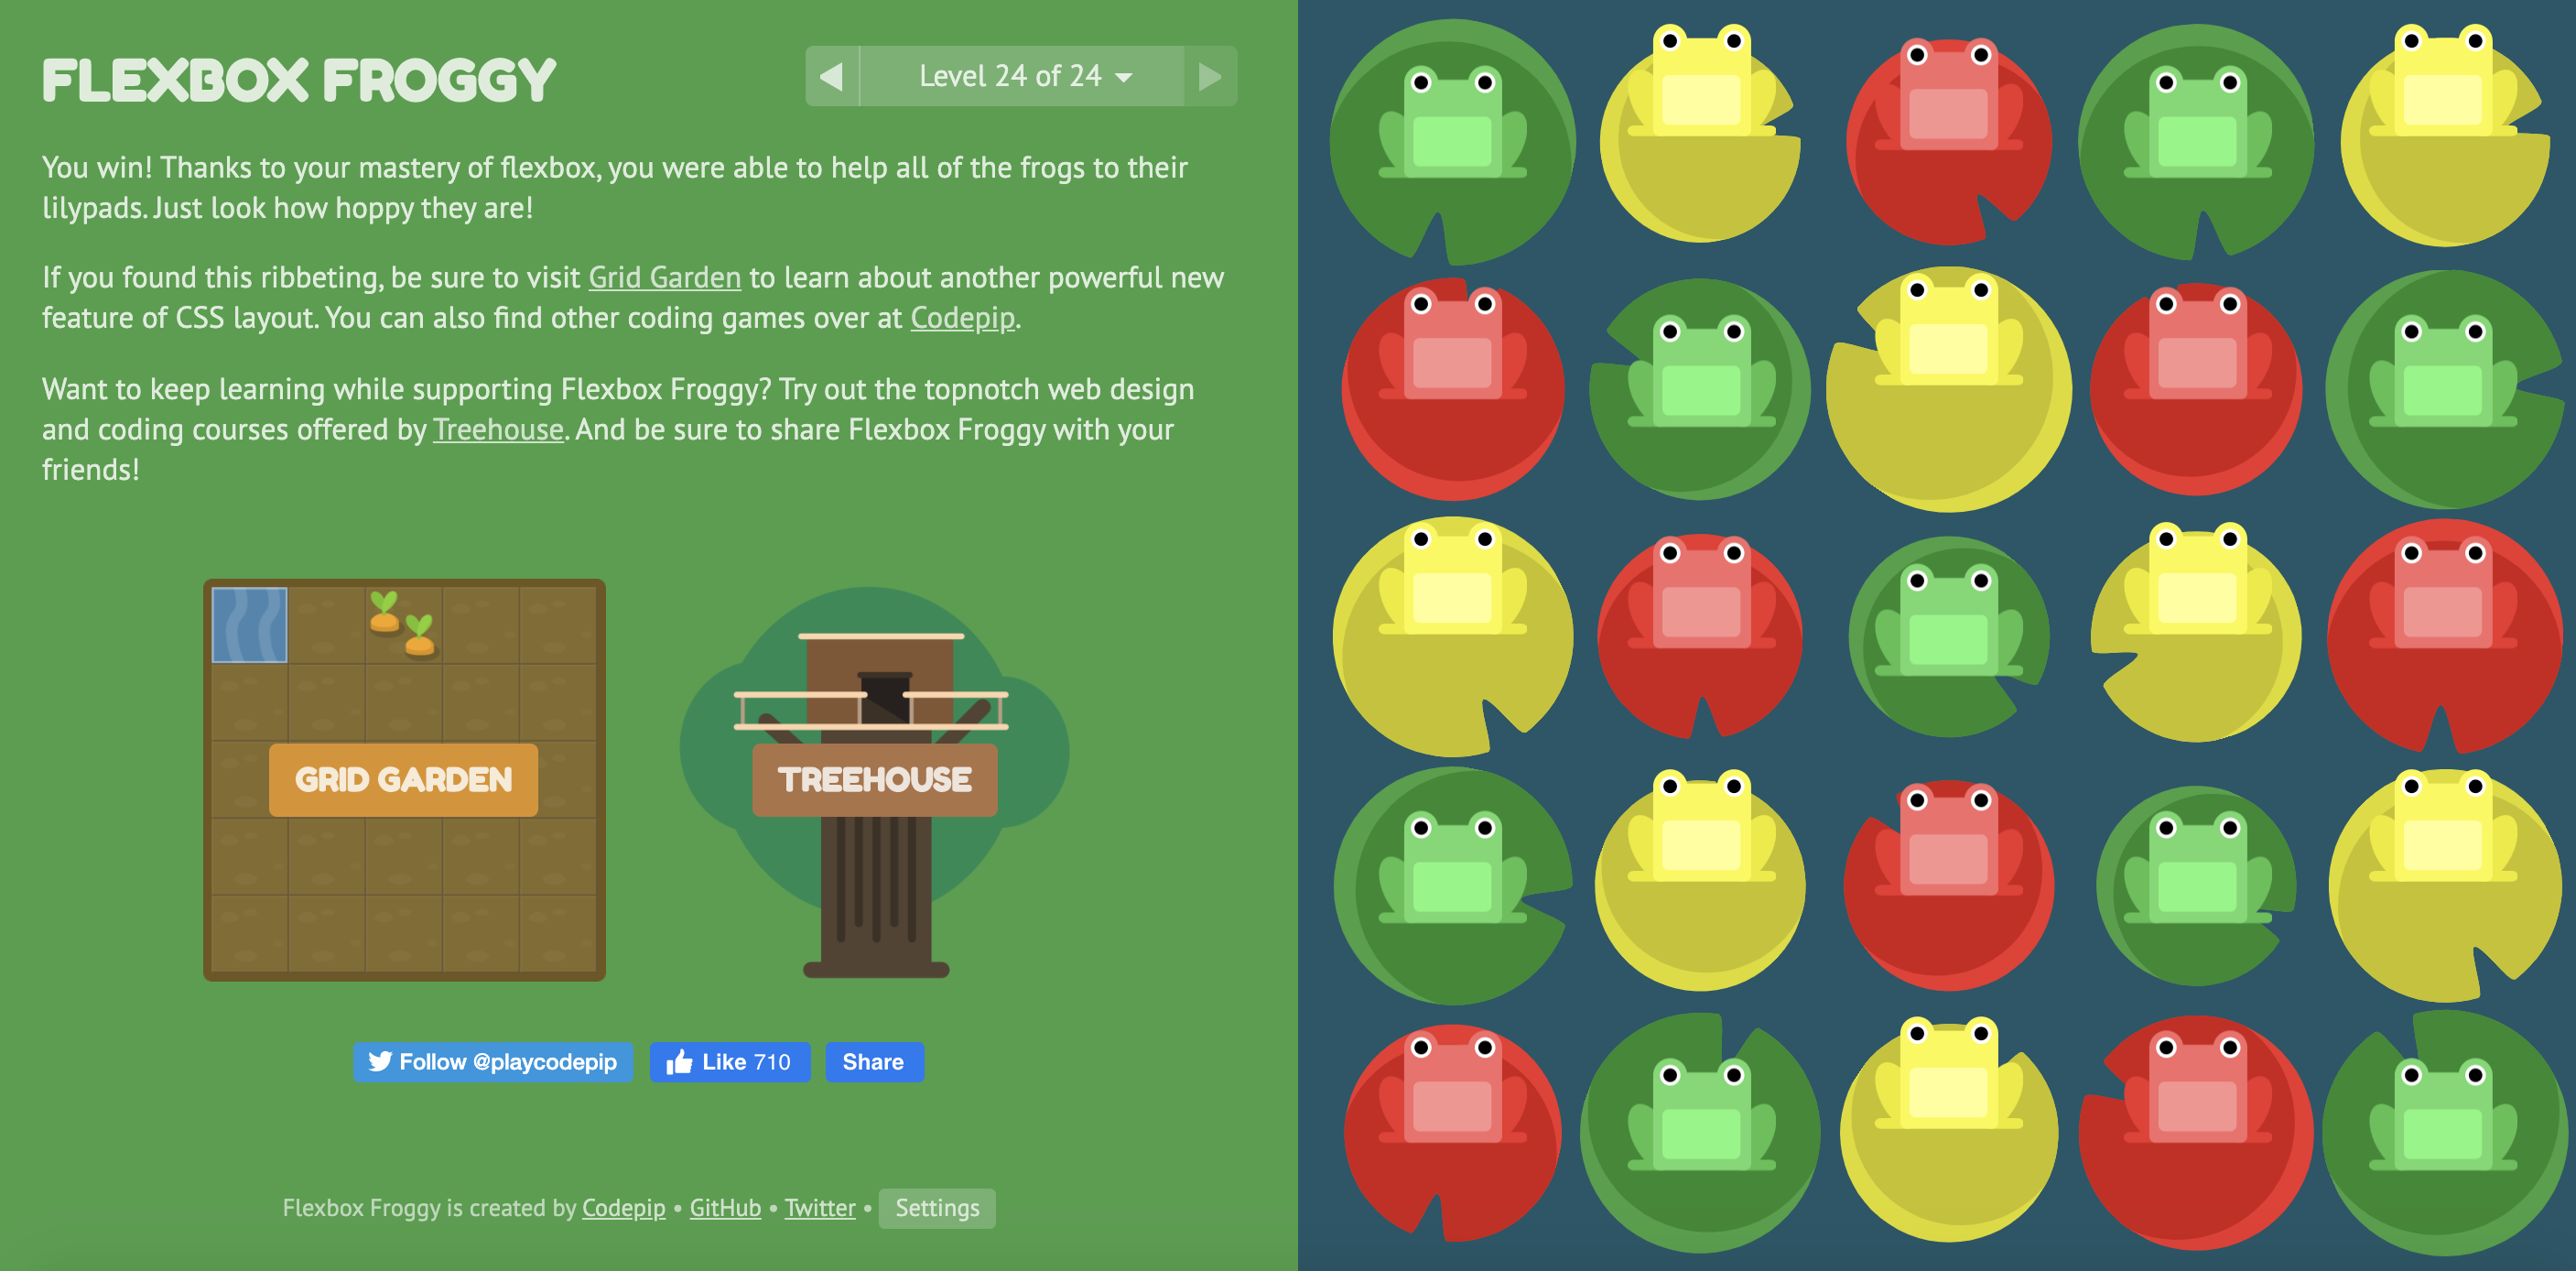 FLEXBOX FROGGY
Level 24 of 24
You win! Thanks to your mastery of flexbox, you were able to help all of the frogs to their
lilypads. Just look how hoppy they are!
If you found this ribbeting, be sure to visit Grid Garden to learn about another powerful new
feature of CSS layout. You can also find other coding games over at Codepip.
Want to keep learning while supporting Flexbox Froggy? Try out the topnotch web design
and coding courses offered by Treehouse. And be sure to share Flexbox Froggy with your
friends!
GRID GARDEN
TREEHOUSE
Follow @playcodepip
Like 710
Share
Flexbox Froggy is created by Codepip • GitHub • Twitter • Settings